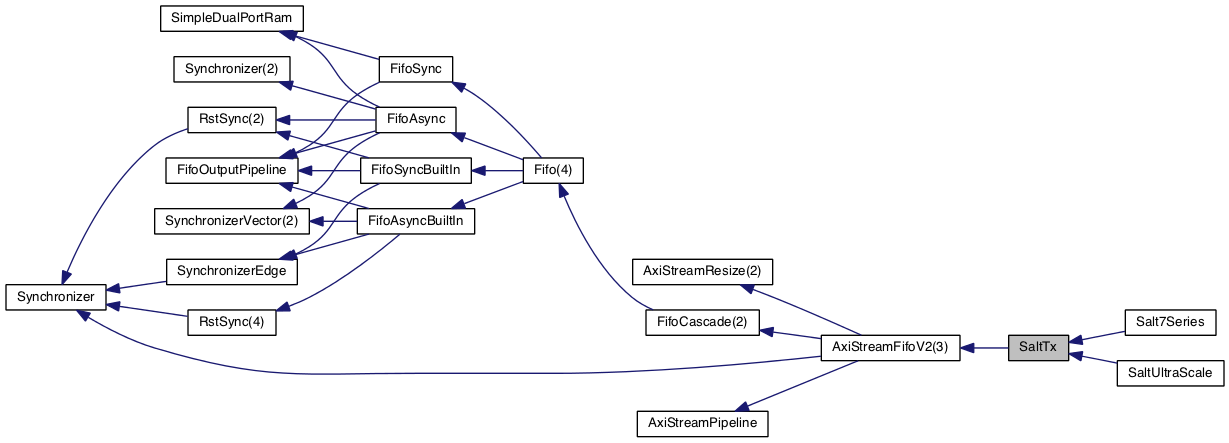 SimpleDualPortRam
Synchronizer(2)
FifoSync
RstSync(2)
FifoAsync
FifoOutputPipeline
FifoSyncBuiltIn
Fifo(4)
SynchronizerVector(2)
FifoAsyncBuiltIn
SynchronizerEdge
AxiStreamResize(2)
Synchronizer
RstSync(4)
FifoCascade(2)
Salt7Series
AxiStreamFifoV2(3)
SaltTx
SaltUltraScale
AxiStreamPipeline